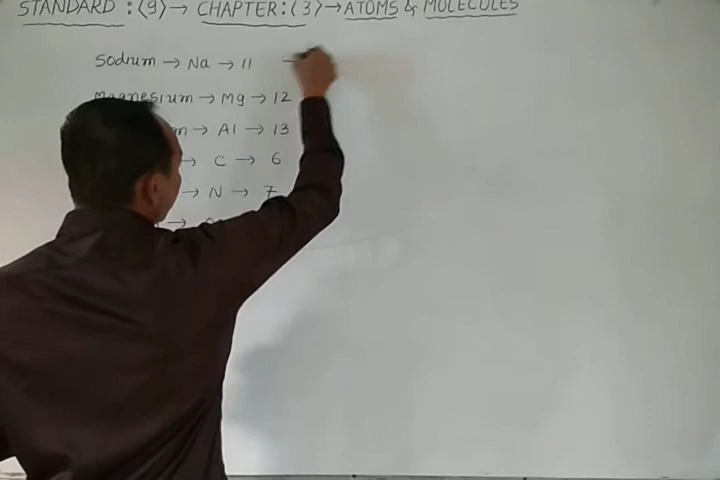 STANDARD :⟨9⟩→ CHAPTER:⟨3⟩→ATOMS & MOLECULES
Sodium → Na → 11 →
Magnesium → Mg → 12
m → Al → 13
→ C → 6
→ N → 7
→